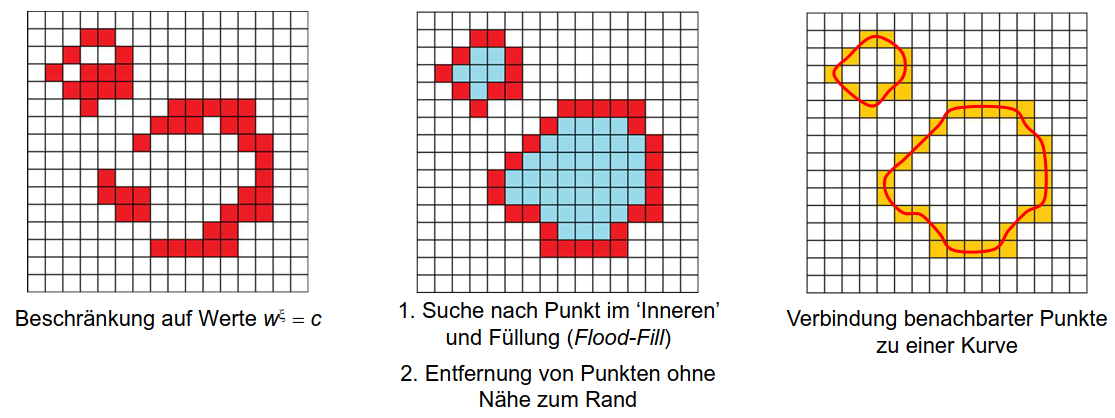 Beschränkung auf Werte wξ = c
1. Suche nach Punkt im ‘Inneren’
und Füllung (Flood-Fill)
2. Entfernung von Punkten ohne
Nähe zum Rand
Verbindung benachbarter Punkte
zu einer Kurve